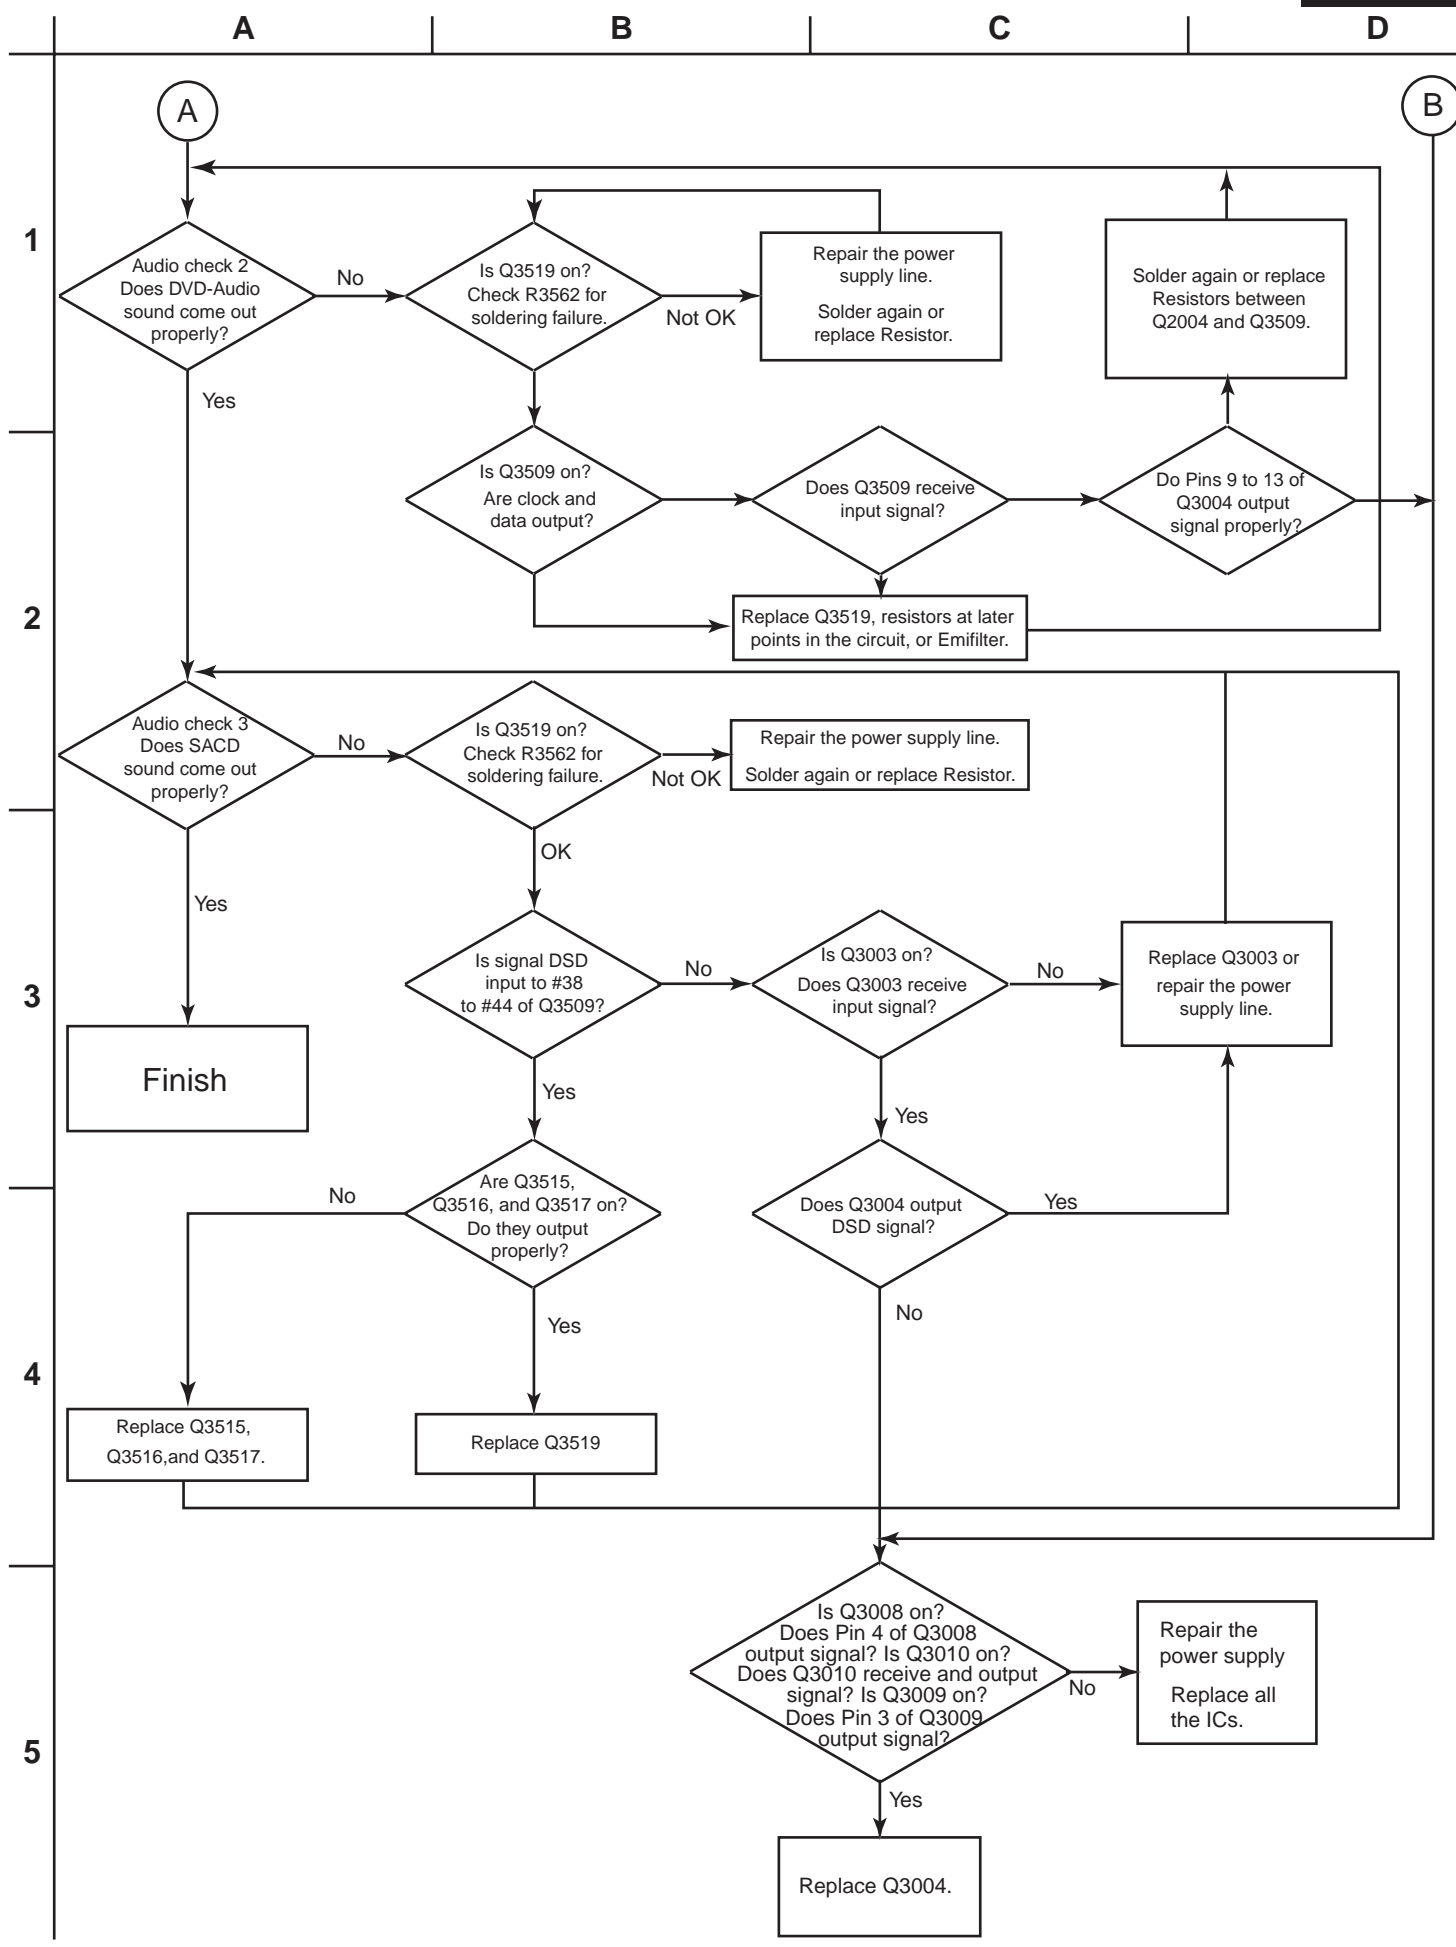 A
B
C
D
A
B
1
Audio check 2
Does DVD-Audio
sound come out
properly?
No
Is Q3519 on?
Check R3562 for
soldering failure.
Not OK
Repair the power
supply line.
Solder again or
replace Resistor.
Solder again or replace
Resistors between
Q2004 and Q3509.
Yes
Is Q3509 on?
Are clock and
data output?
Does Q3509 receive
input signal?
Do Pins 9 to 13 of
Q3004 output
signal properly?
2
Replace Q3519, resistors at later
points in the circuit, or Emifilter.
Audio check 3
Does SACD
sound come out
properly?
No
Is Q3519 on?
Check R3562 for
soldering failure.
Not OK
Repair the power supply line.
Solder again or replace Resistor.
OK
Yes
3
Is signal DSD
input to #38
to #44 of Q3509?
No
Is Q3003 on?
Does Q3003 receive
input signal?
No
Replace Q3003 or
repair the power
supply line.
Finish
Yes
Yes
No
Are Q3515,
Q3516, and Q3517 on?
Do they output
properly?
Does Q3004 output
DSD signal?
Yes
No
Yes
4
Replace Q3515,
Q3516,and Q3517.
Replace Q3519
5
Is Q3008 on?
Does Pin 4 of Q3008
output signal? Is Q3010 on?
Does Q3010 receive and output
signal? Is Q3009 on?
Does Pin 3 of Q3009
output signal?
No
Repair the
power supply
Replace all
the ICs.
Yes
Replace Q3004.